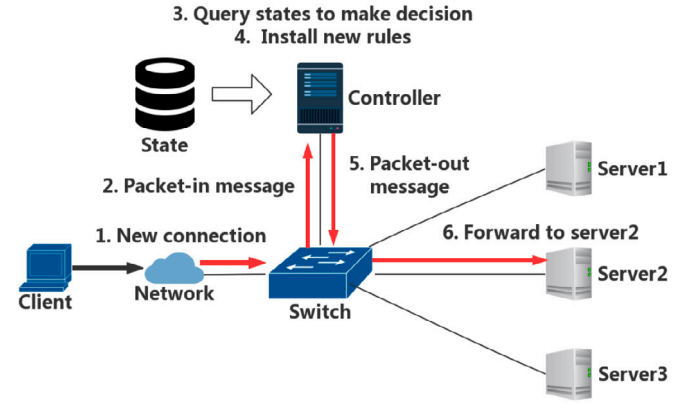 3. Query states to make decision
4. Install new rules
Controller
State
2. Packet-in message
5. Packet-out
message
Server1
1. New connection
6. Forward to server2
Client
Network
Switch
Server2
Server3